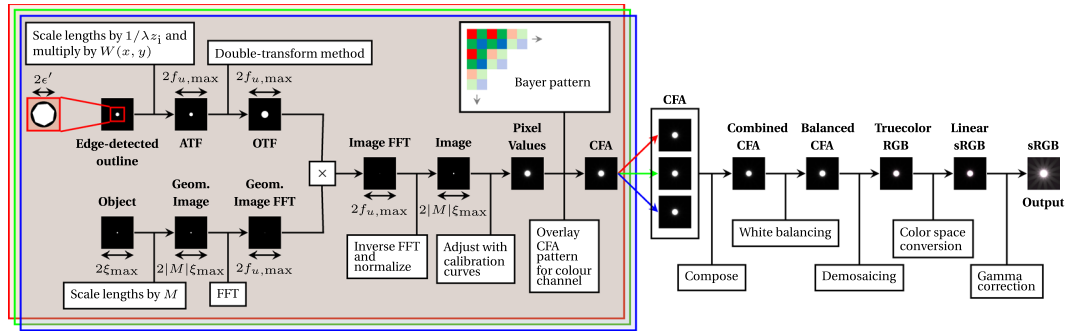 Scale lengths by 1/λz_i and
multiply by W(x, y)
Double-transform method
2ϵ′
2f_{u,max}
2f_{u,max}
Edge-detected
outline
ATF
OTF
Bayer pattern
×
Image FFT
Image
Pixel
Values
CFA
2f_{u,max}
2|M|ξ_max
Object
Geom.
Image
Geom.
Image FFT
2ξ_max
2|M|ξ_max
2f_{u,max}
Scale lengths by M
FFT
Inverse FFT
and
normalize
Adjust with
calibration
curves
Overlay
CFA
pattern
for colour
channel
CFA
Combined
CFA
Balanced
CFA
Truecolor
RGB
Linear
sRGB
sRGB
Output
White balancing
Color space
conversion
Compose
Demosaicing
Gamma
correction